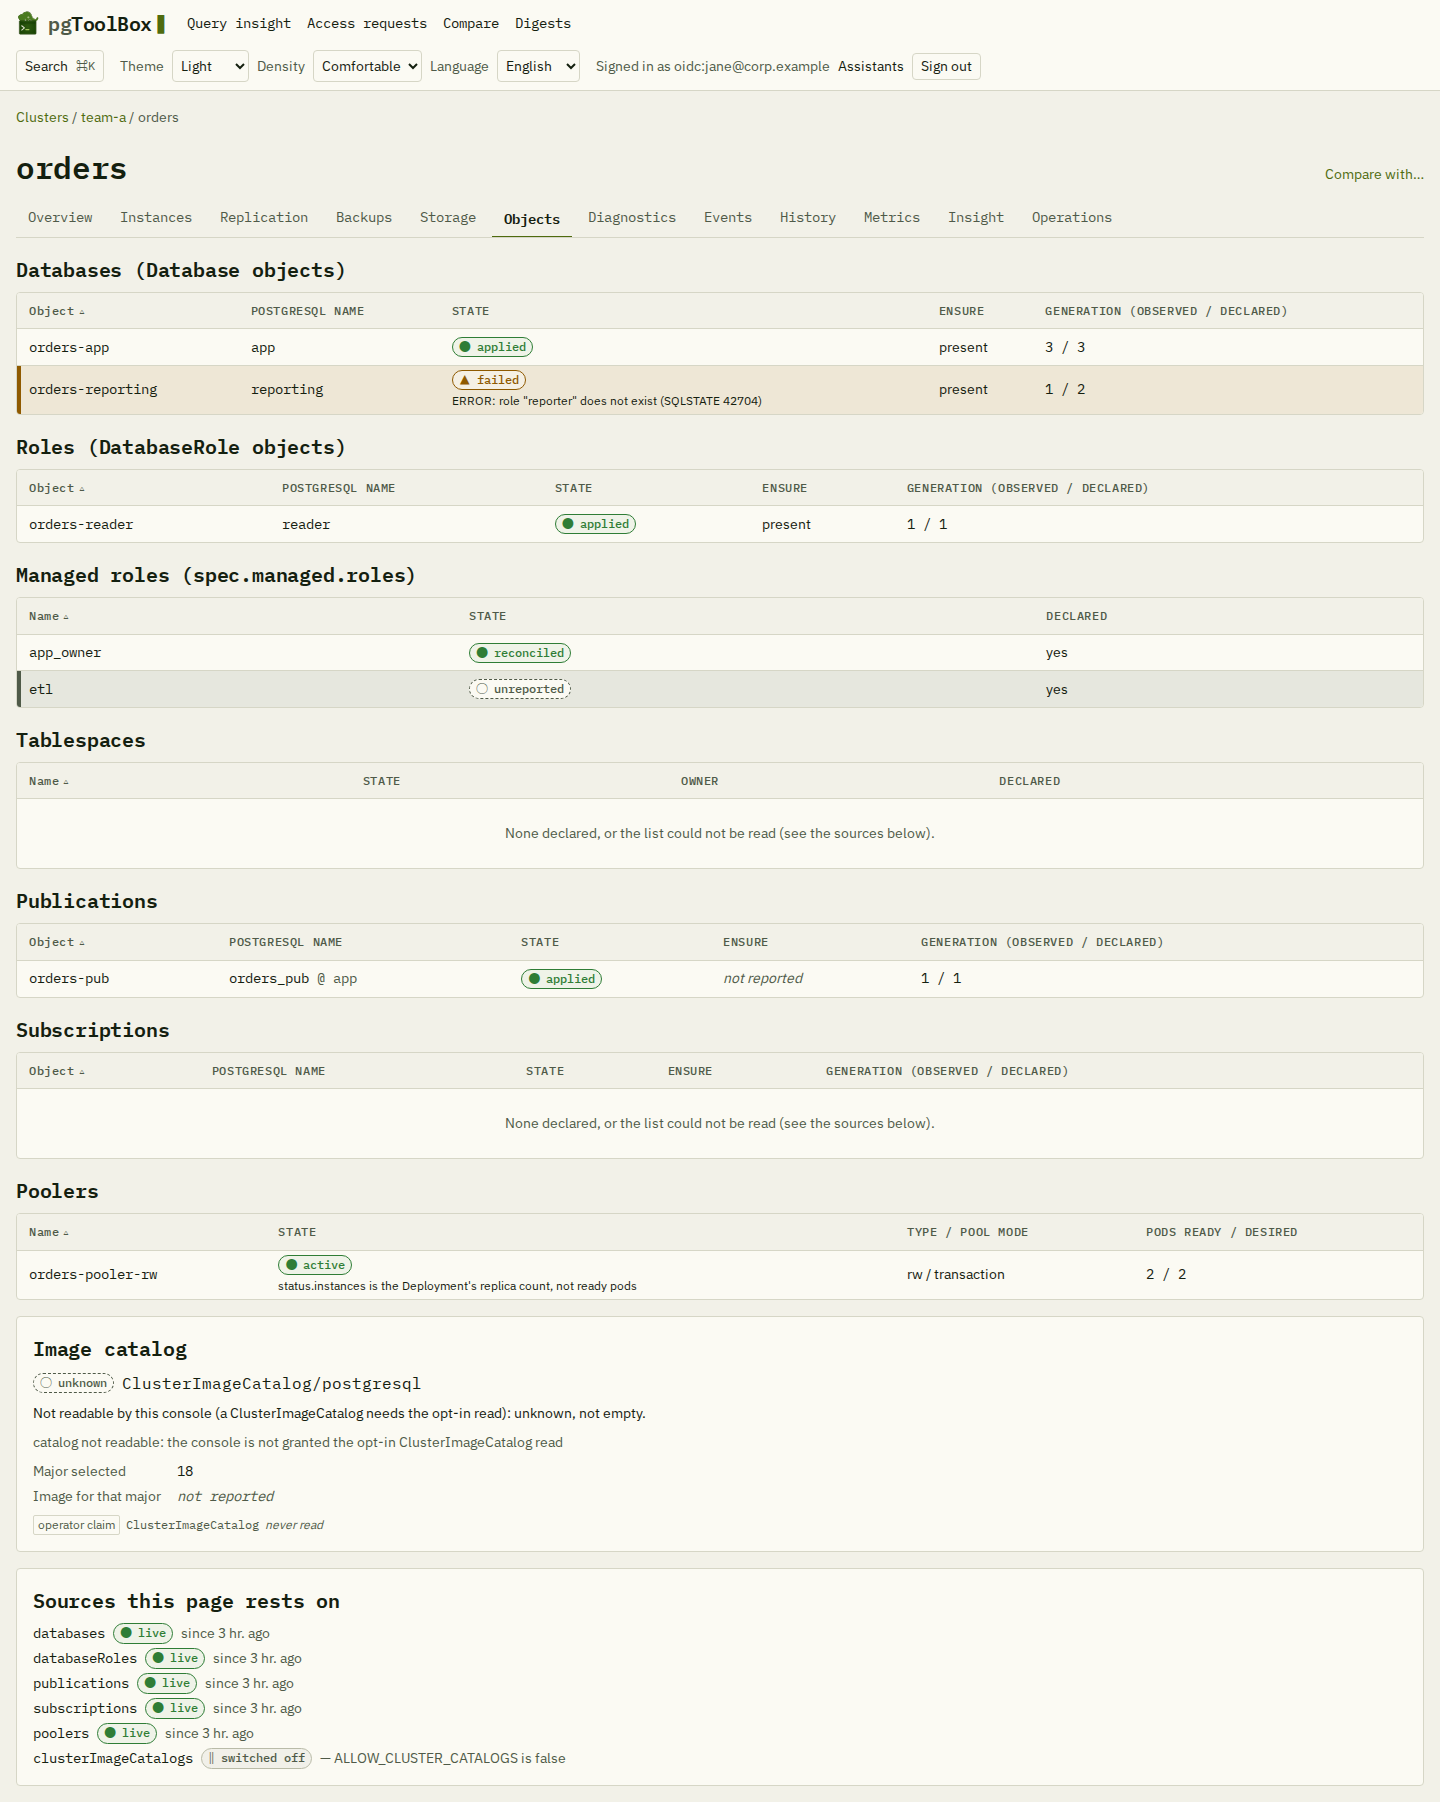 pgToolBox Query insight Access requests Compare Digests
Search ⌘K Theme Light Density Comfortable Language English Signed in as oidc:jane@corp.example Assistants Sign out
Clusters / team-a / orders
orders
Compare with…
Overview Instances Replication Backups Storage Objects Diagnostics Events History Metrics Insight Operations
Databases (Database objects)
Object POSTGRESQL NAME STATE ENSURE GENERATION (OBSERVED / DECLARED)
orders-app app applied present 3 / 3
orders-reporting reporting failed present 1 / 2
ERROR: role "reporter" does not exist (SQLSTATE 42704)
Roles (DatabaseRole objects)
Object POSTGRESQL NAME STATE ENSURE GENERATION (OBSERVED / DECLARED)
orders-reader reader applied present 1 / 1
Managed roles (spec.managed.roles)
Name STATE DECLARED
app_owner reconciled yes
etl unreported yes
Tablespaces
Name STATE OWNER DECLARED
None declared, or the list could not be read (see the sources below).
Publications
Object POSTGRESQL NAME STATE ENSURE GENERATION (OBSERVED / DECLARED)
orders-pub orders_pub @ app applied not reported 1 / 1
Subscriptions
Object POSTGRESQL NAME STATE ENSURE GENERATION (OBSERVED / DECLARED)
None declared, or the list could not be read (see the sources below).
Poolers
Name STATE TYPE / POOL MODE PODS READY / DESIRED
orders-pooler-rw active rw / transaction 2 / 2
status.instances is the Deployment's replica count, not ready pods
Image catalog
unknown ClusterImageCatalog/postgresql
Not readable by this console (a ClusterImageCatalog needs the opt-in read): unknown, not empty.
catalog not readable: the console is not granted the opt-in ClusterImageCatalog read
Major selected 18
Image for that major not reported
operator claim ClusterImageCatalog never read
Sources this page rests on
databases live since 3 hr. ago
databaseRoles live since 3 hr. ago
publications live since 3 hr. ago
subscriptions live since 3 hr. ago
poolers live since 3 hr. ago
clusterImageCatalogs switched off — ALLOW_CLUSTER_CATALOGS is false